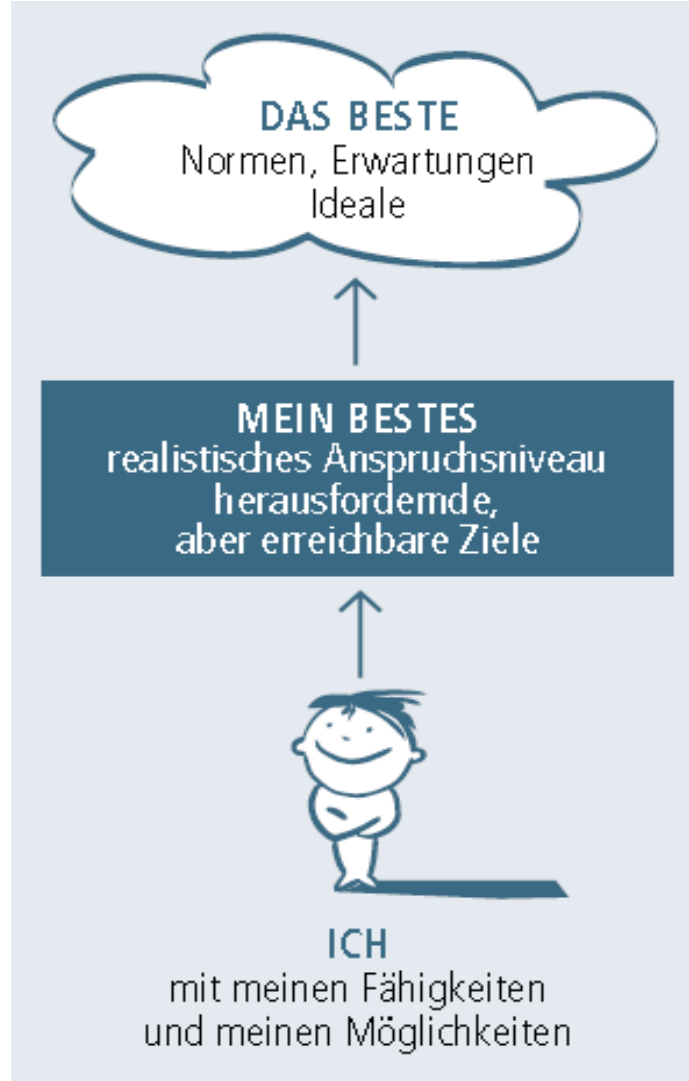 DAS BESTE
Normen, Erwartungen
Ideale
MEIN BESTES
realistisches Anspruchsniveau
herausfordernde,
aber erreichbare Ziele
ICH
mit meinen Fähigkeiten
und meinen Möglichkeiten